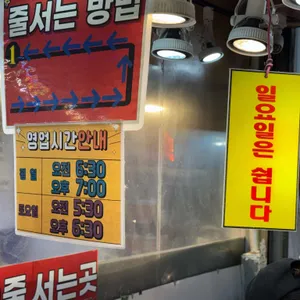 줄서는 방법
1
영업시간안내
평일
오전 6:30
오후 7:00
토요일
오전 5:30
오후 6:30
일요일은 쉽니다
줄서는곳